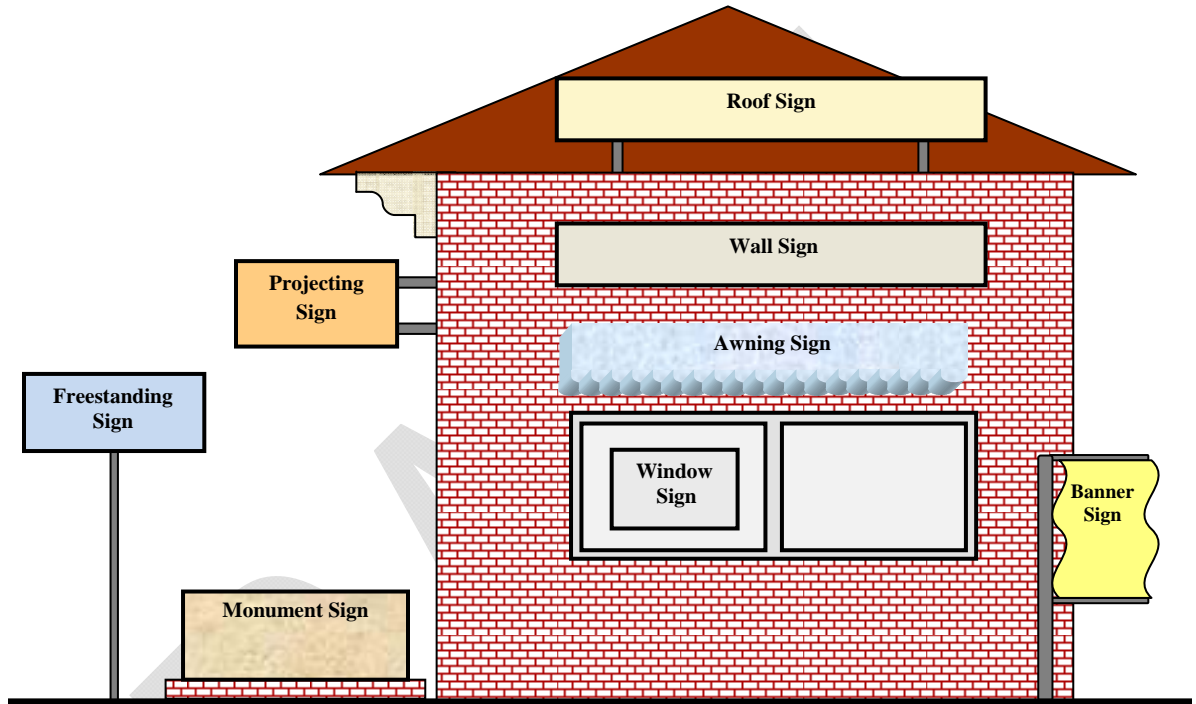 Roof Sign
Wall Sign
Projecting
Sign
Awning Sign
Freestanding
Sign
Window
Sign
Banner
Sign
Monument Sign